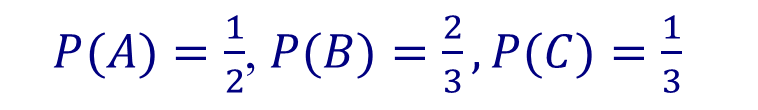 P(A) = 1/2, P(B) = 2/3, P(C) = 1/3